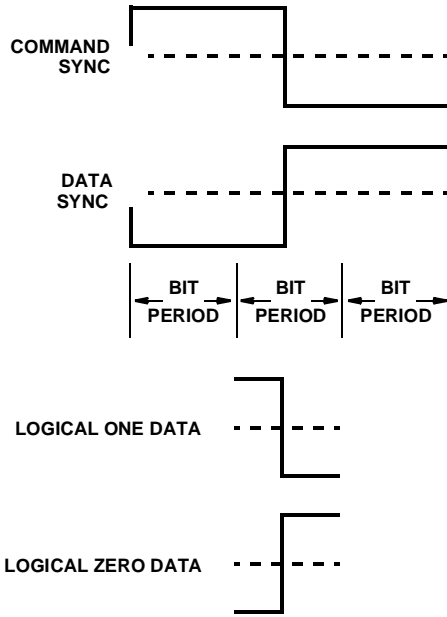 COMMAND
SYNC
DATA
SYNC
BIT
PERIOD
BIT
PERIOD
BIT
PERIOD
LOGICAL ONE DATA
LOGICAL ZERO DATA